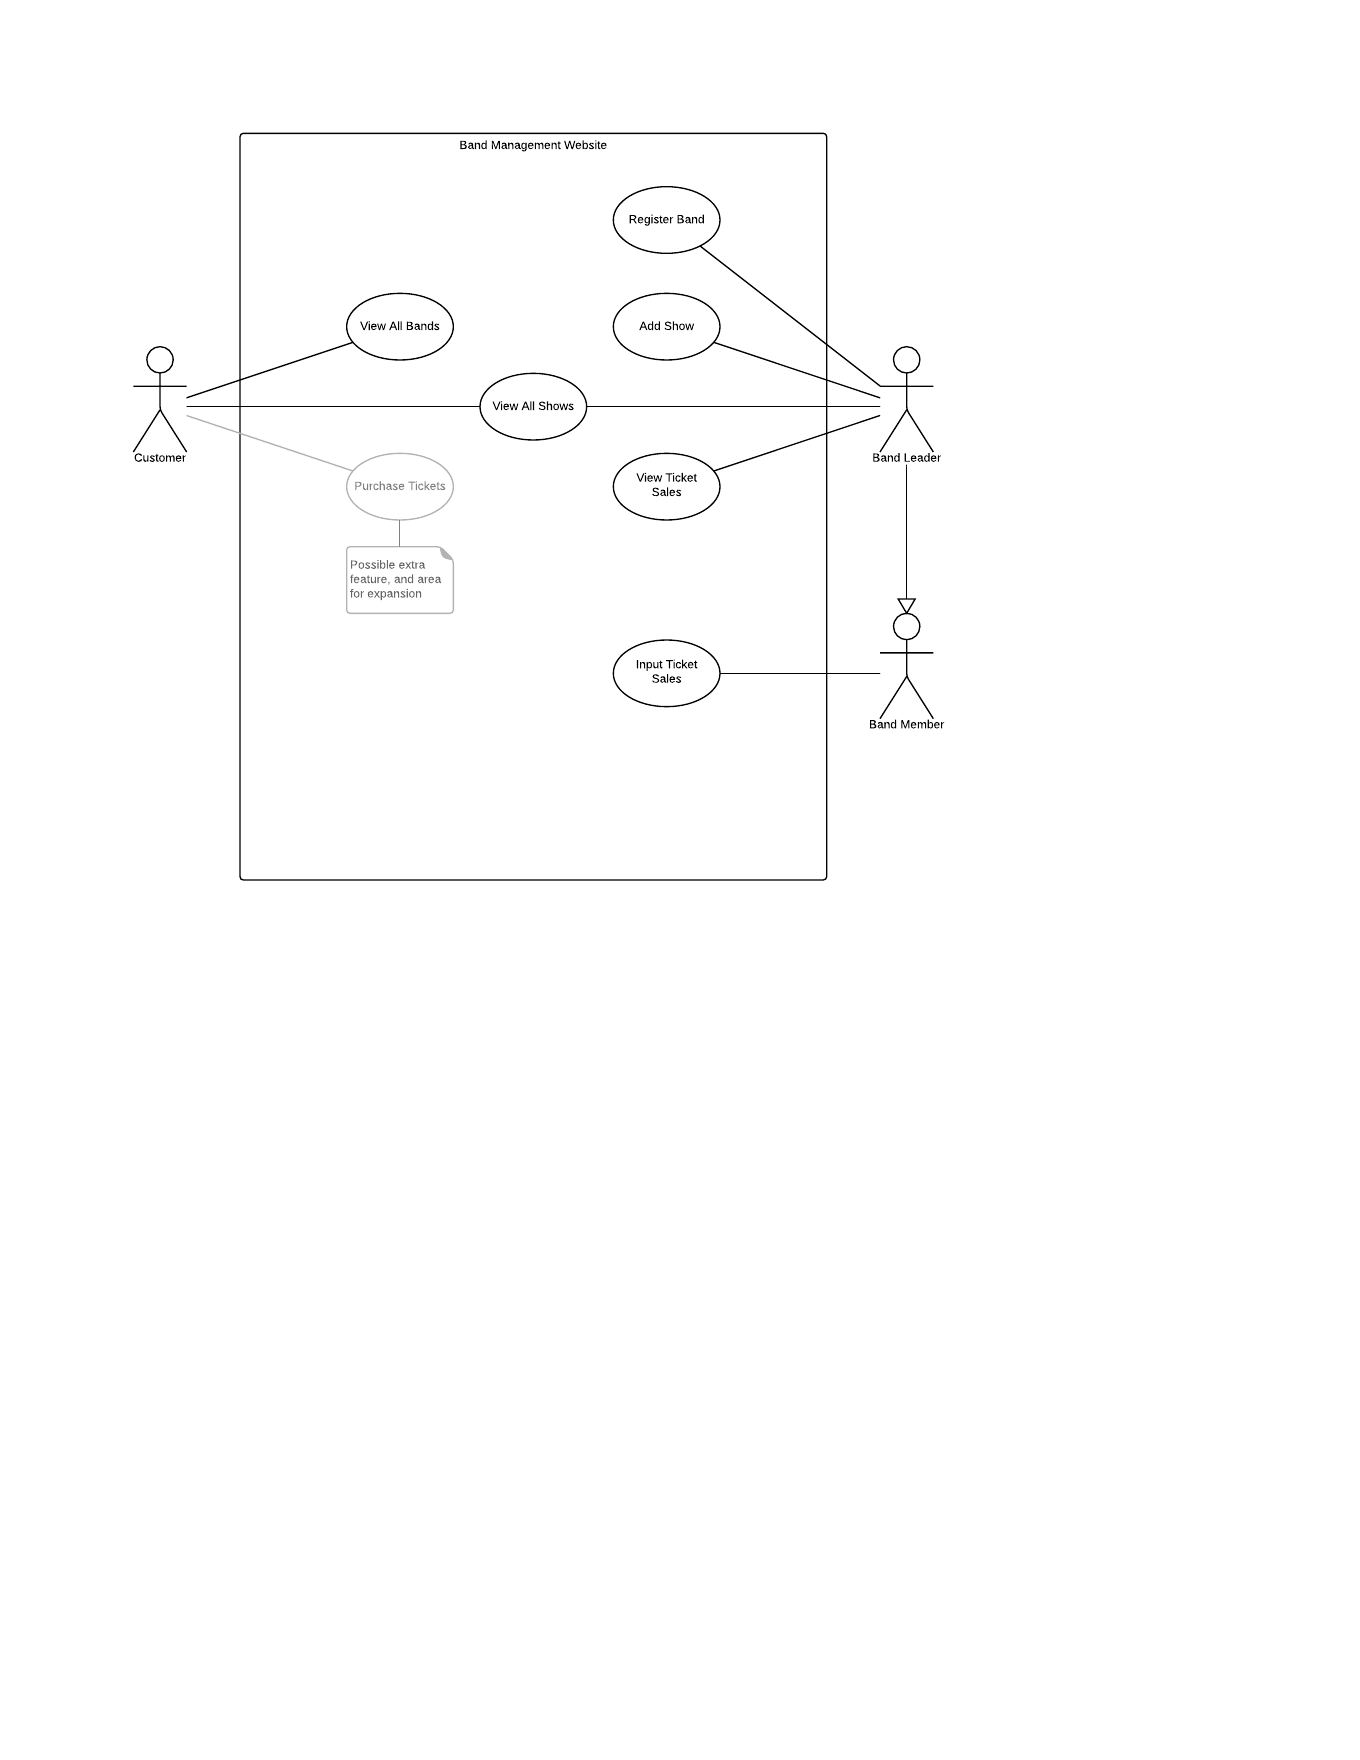 Band Management Website
Register Band
View All Bands
Add Show
View All Shows
Customer
Band Leader
Purchase Tickets
View Ticket
Sales
Possible extra
feature, and area
for expansion
Input Ticket
Sales
Band Member